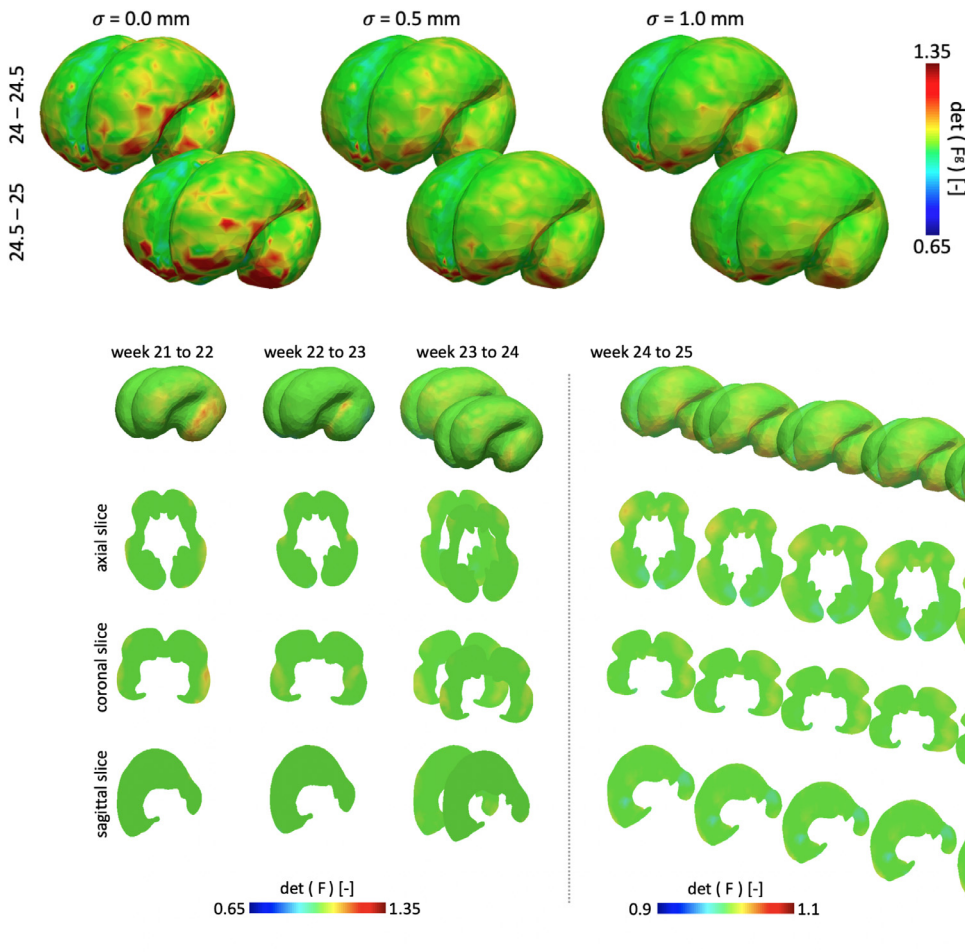 σ = 0.0 mm
σ = 0.5 mm
σ = 1.0 mm
24 – 24.5
24.5 – 25
1.35
det ( Fᵍ ) [-]
0.65
week 21 to 22
week 22 to 23
week 23 to 24
week 24 to 25
axial slice
coronal slice
sagittal slice
det ( F ) [-]
0.65
1.35
det ( F ) [-]
0.9
1.1